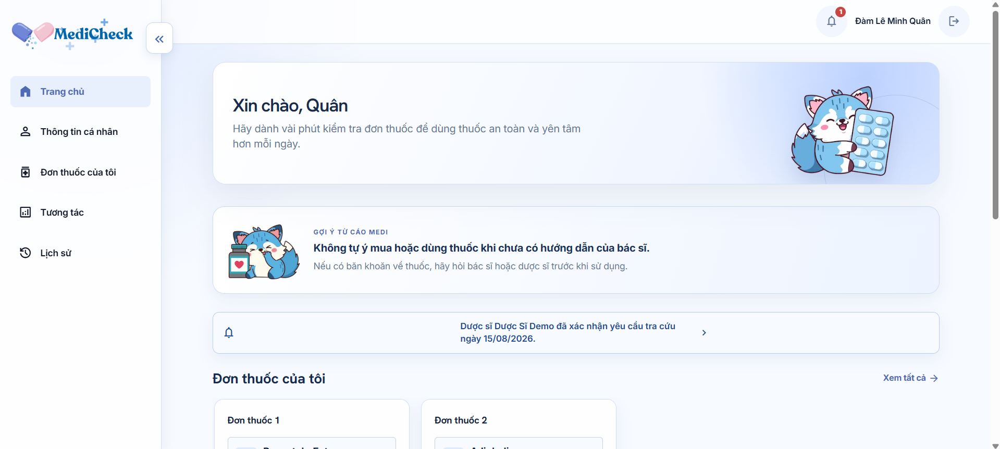 MediCheck
1
Đàm Lê Minh Quân
Trang chủ
Thông tin cá nhân
Đơn thuốc của tôi
Tương tác
Lịch sử
Xin chào, Quân
Hãy dành vài phút kiểm tra đơn thuốc để dùng thuốc an toàn và yên tâm
hơn mỗi ngày.
GỢI Ý TỪ CÁO MEDI
Không tự ý mua hoặc dùng thuốc khi chưa có hướng dẫn của bác sĩ.
Nếu có băn khoăn về thuốc, hãy hỏi bác sĩ hoặc dược sĩ trước khi sử dụng.
Dược sĩ Dược Sĩ Demo đã xác nhận yêu cầu tra cứu
ngày 15/08/2026.
Đơn thuốc của tôi
Xem tất cả
Đơn thuốc 1
Đơn thuốc 2